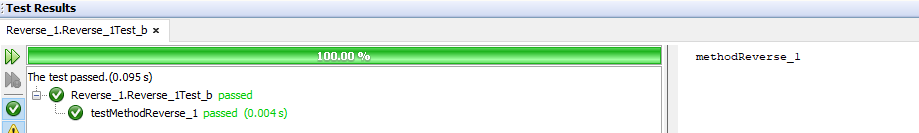 Test Results
Reverse_1.Reverse_1Test_b ×
100.00 %
methodReverse_1
The test passed.(0.095 s)
Reverse_1.Reverse_1Test_b passed
testMethodReverse_1 passed (0.004 s)